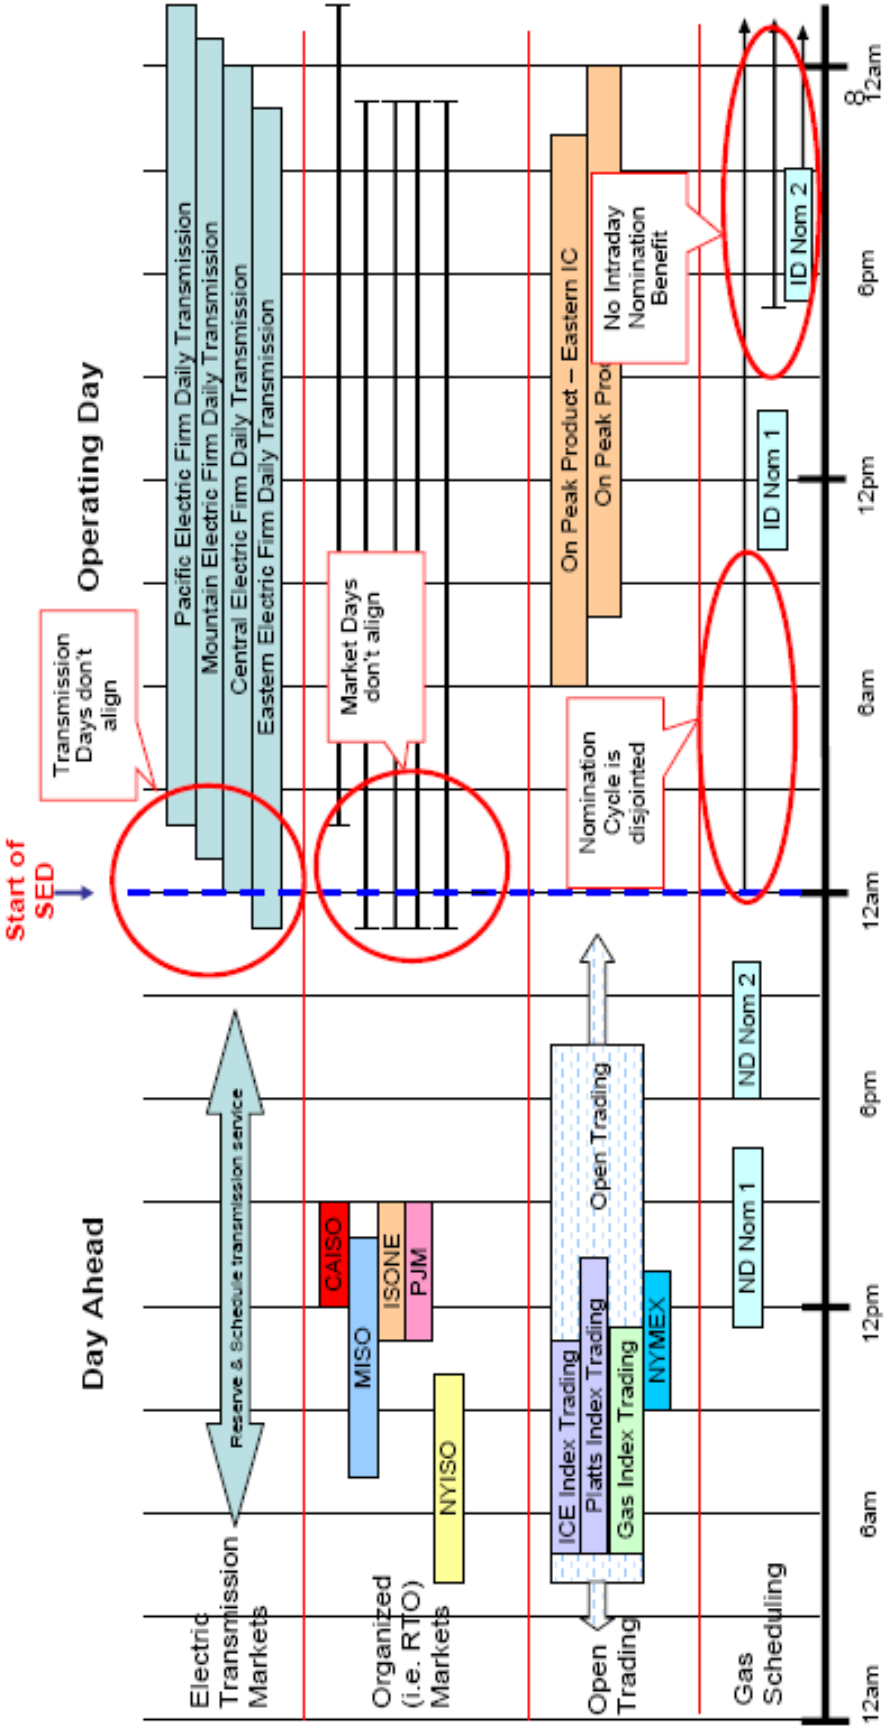 Day Ahead
Start of
SED
Operating Day
Electric
Transmission
Markets
Reserve & Schedule transmission service
Transmission
Days don't
align
Pacific Electric Firm Daily Transmission
Mountain Electric Firm Daily Transmission
Central Electric Firm Daily Transmission
Eastern Electric Firm Daily Transmission
Organized
(i.e. RTO)
Markets
CAISO
MISO
ISONE
PJM
NYISO
Market Days
don't align
Open
Trading
ICE Index Trading
Platts Index Trading
Gas Index Trading
NYMEX
Open Trading
Nomination
Cycle is
disjointed
On Peak Product – Eastern IC
On Peak Proc
No Intraday
Nomination
Benefit
Gas
Scheduling
ND Nom 1
ND Nom 2
ID Nom 1
ID Nom 2
12am
6am
12pm
6pm
12am
6am
12pm
6pm
12am
8